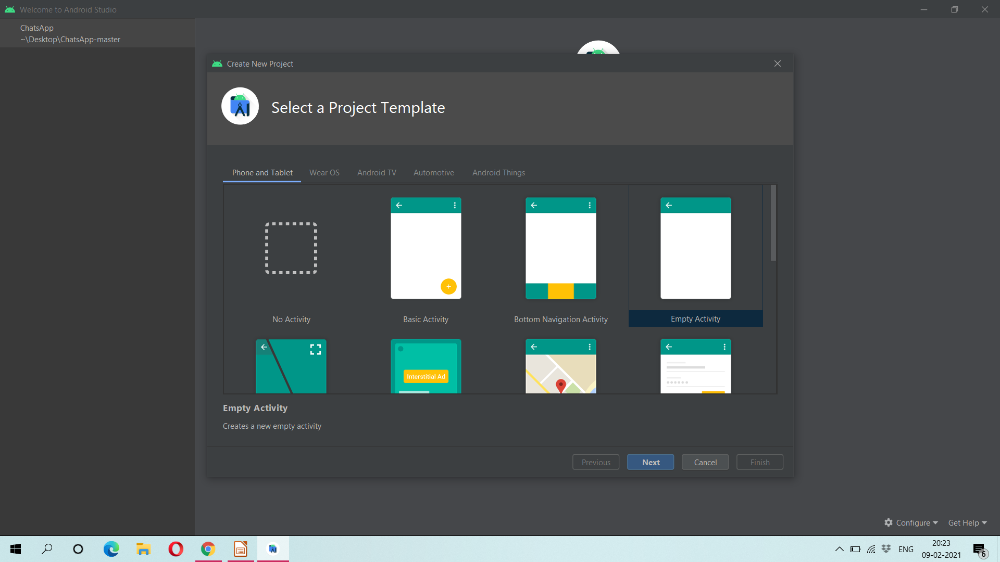 Welcome to Android Studio
ChatsApp
~\Desktop\ChatsApp-master
Create New Project
Select a Project Template
Phone and Tablet
Wear OS
Android TV
Automotive
Android Things
No Activity
Basic Activity
Bottom Navigation Activity
Empty Activity
Interstitial Ad
Empty Activity
Creates a new empty activity
Previous
Next
Cancel
Finish
Configure
Get Help
ENG
20:23
09-02-2021
6